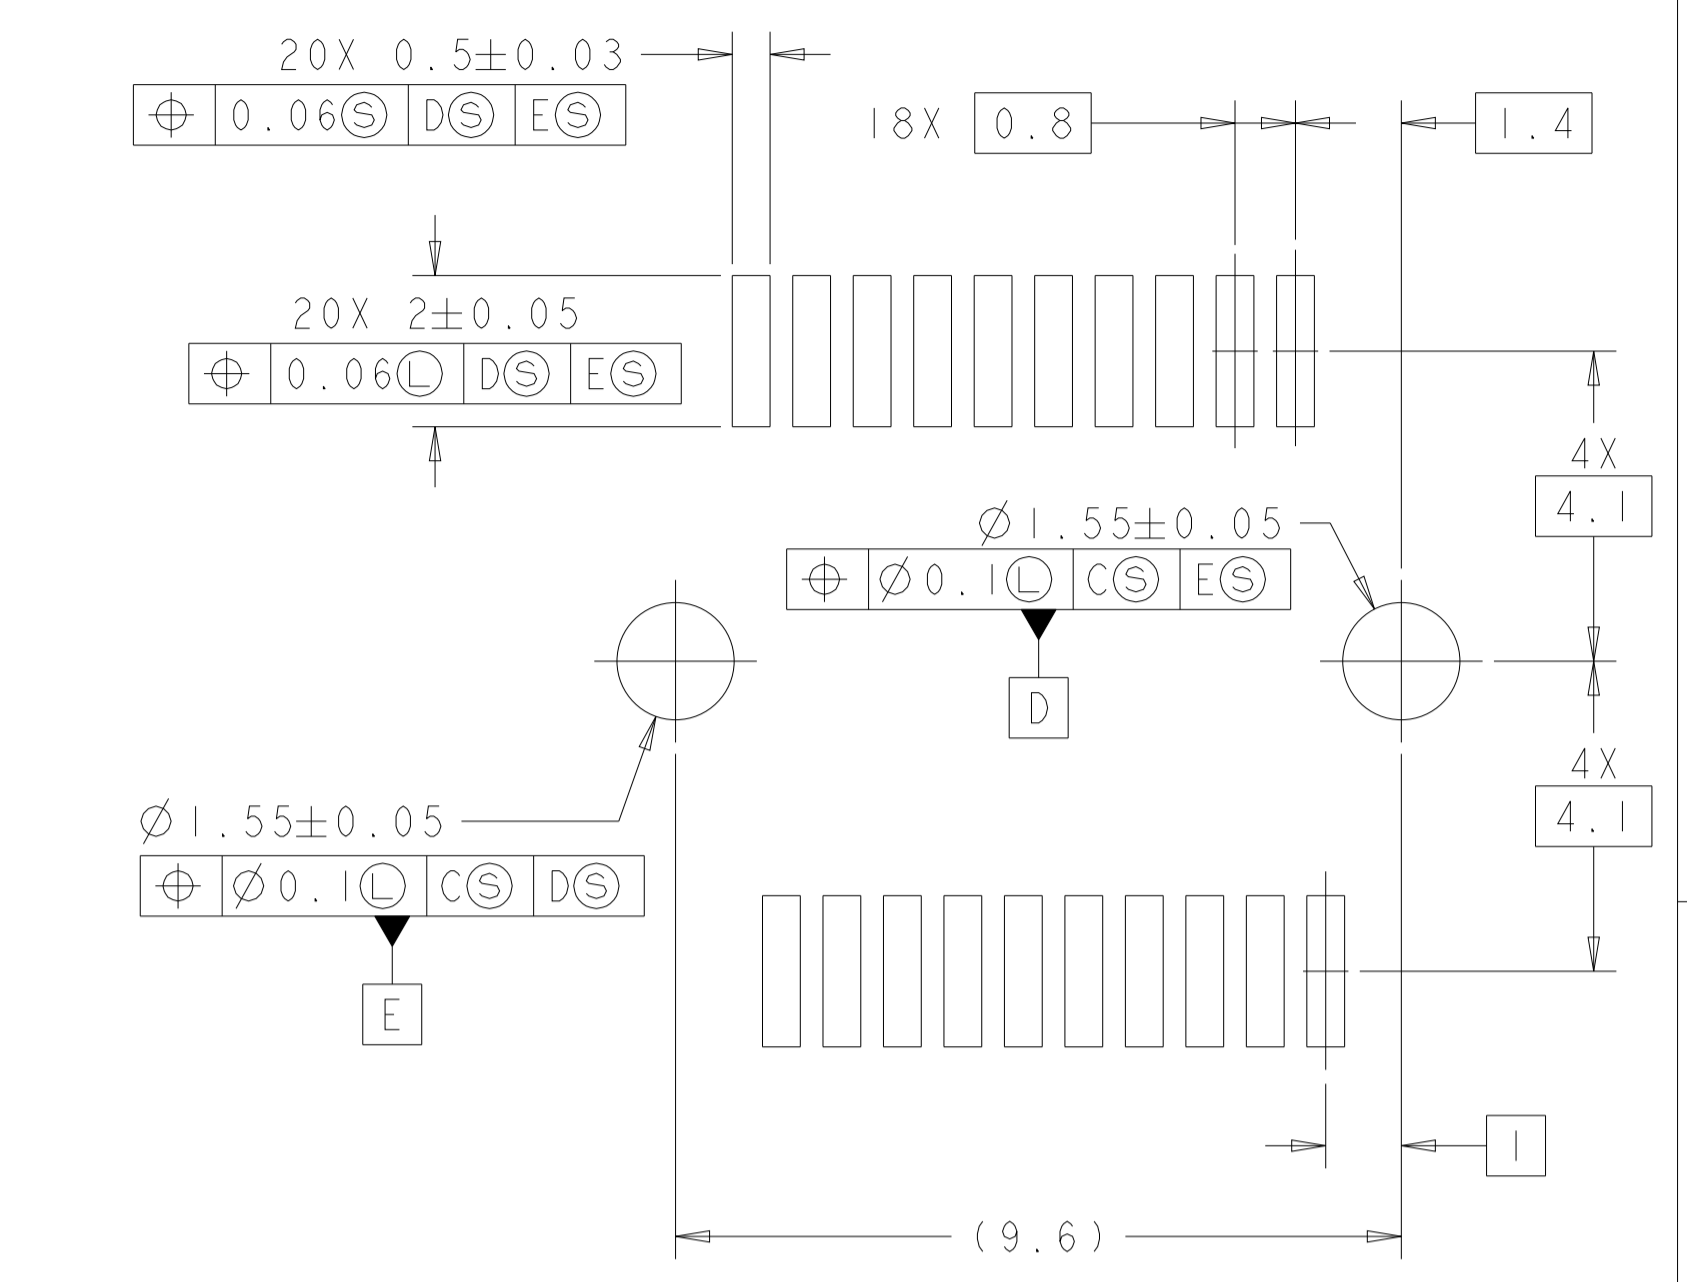 20X 0.5±0.03
⌖ 0.06Ⓢ DⓈ EⓈ
18X 0.8
1.4
20X 2±0.05
⌖ 0.06Ⓛ DⓈ EⓈ
4X
4.1
Ø1.55±0.05
⌖ Ø0.1Ⓛ CⓈ EⓈ
D
4X
4.1
Ø1.55±0.05
⌖ Ø0.1Ⓛ CⓈ DⓈ
E
1
(9.6)